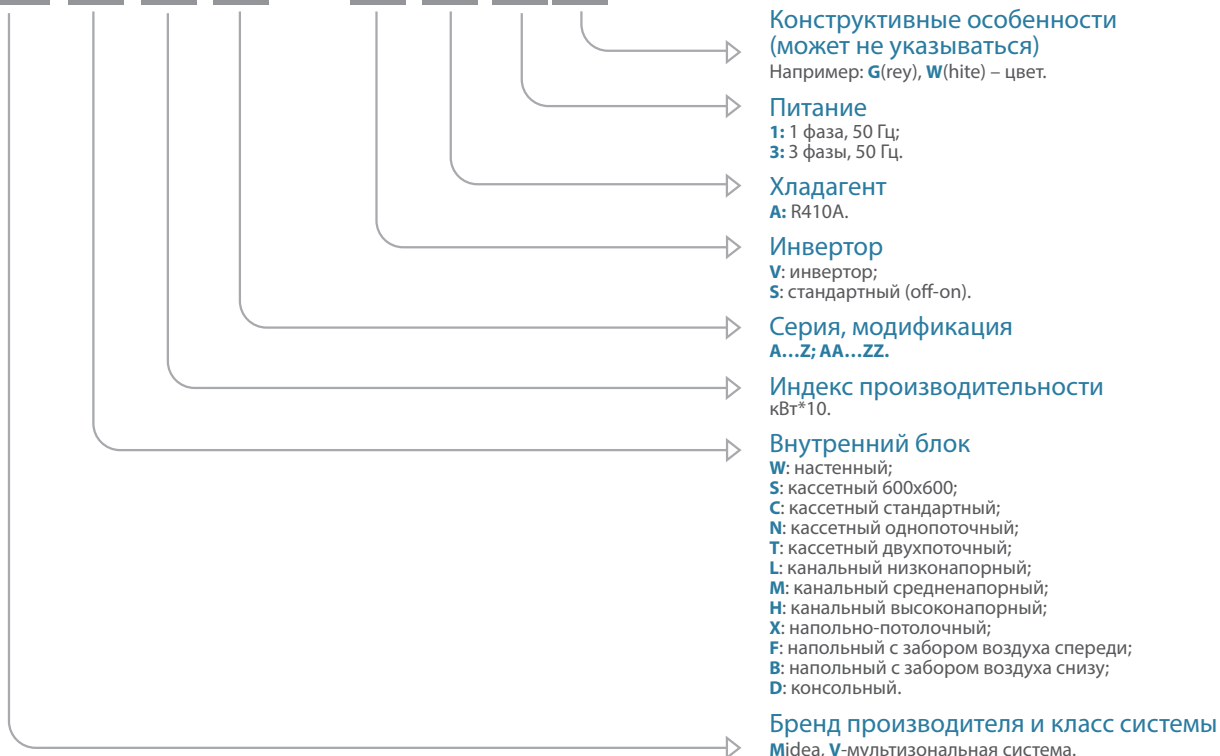 Конструктивные особенности
(может не указываться)
Например: G(rey), W(hite) – цвет.
Питание
1: 1 фаза, 50 Гц;
3: 3 фазы, 50 Гц.
Хладагент
A: R410A.
Инвертор
V: инвертор;
S: стандартный (off-on).
Серия, модификация
A...Z; AA...ZZ.
Индекс производительности
кВт*10.
Внутренний блок
W: настенный;
S: кассетный 600х600;
C: кассетный стандартный;
N: кассетный однопоточный;
T: кассетный двухпоточный;
L: канальный низконапорный;
M: канальный средненапорный;
H: канальный высоконапорный;
X: напольно-потолочный;
F: напольный с забором воздуха спереди;
B: напольный с забором воздуха снизу;
D: консольный.
Бренд производителя и класс системы
Midea, V-мультизональная система.